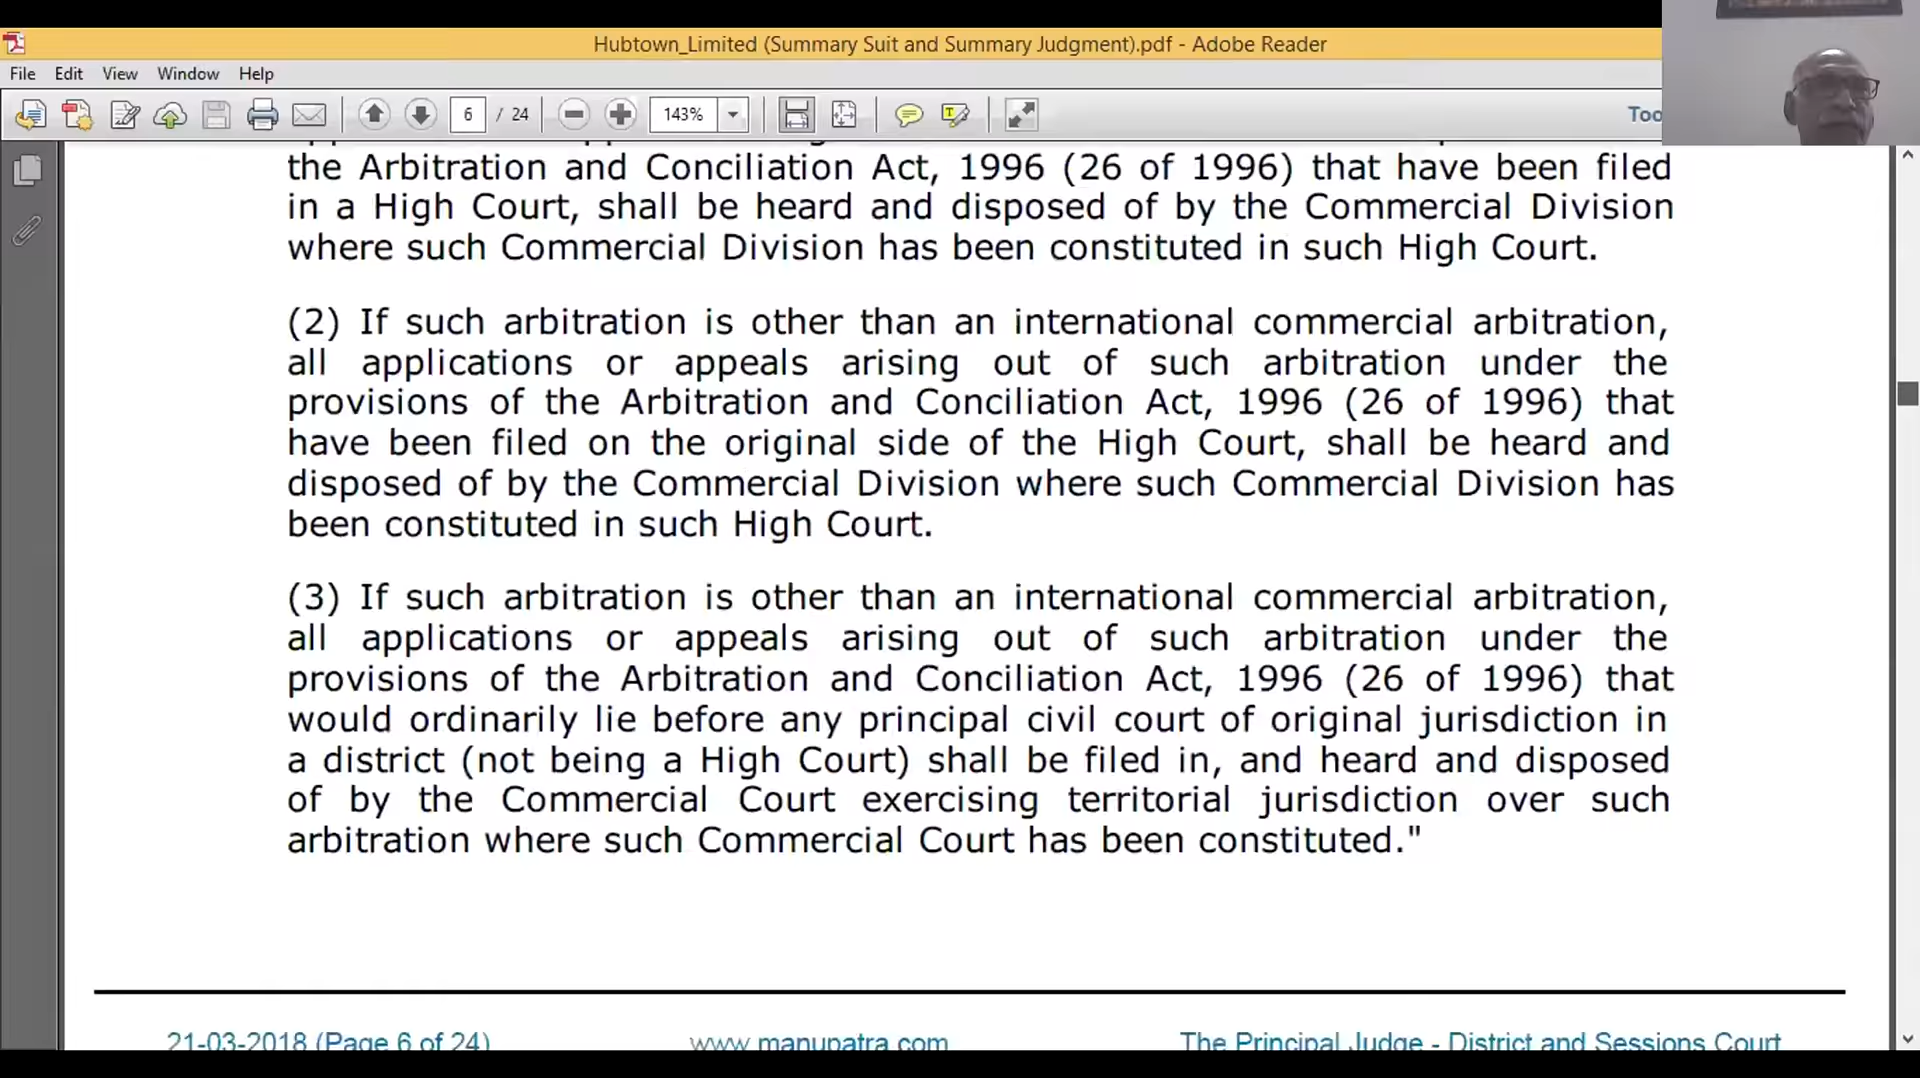 Hubtown_Limited (Summary Suit and Summary Judgment).pdf - Adobe Reader
File Edit View Window Help
6 / 24 143% Too
the Arbitration and Conciliation Act, 1996 (26 of 1996) that have been filed
in a High Court, shall be heard and disposed of by the Commercial Division
where such Commercial Division has been constituted in such High Court.
(2) If such arbitration is other than an international commercial arbitration,
all applications or appeals arising out of such arbitration under the
provisions of the Arbitration and Conciliation Act, 1996 (26 of 1996) that
have been filed on the original side of the High Court, shall be heard and
disposed of by the Commercial Division where such Commercial Division has
been constituted in such High Court.
(3) If such arbitration is other than an international commercial arbitration,
all applications or appeals arising out of such arbitration under the
provisions of the Arbitration and Conciliation Act, 1996 (26 of 1996) that
would ordinarily lie before any principal civil court of original jurisdiction in
a district (not being a High Court) shall be filed in, and heard and disposed
of by the Commercial Court exercising territorial jurisdiction over such
arbitration where such Commercial Court has been constituted."
21-03-2018 (Page 6 of 24) www.manupatra.com The Principal Judge - District and Sessions Court